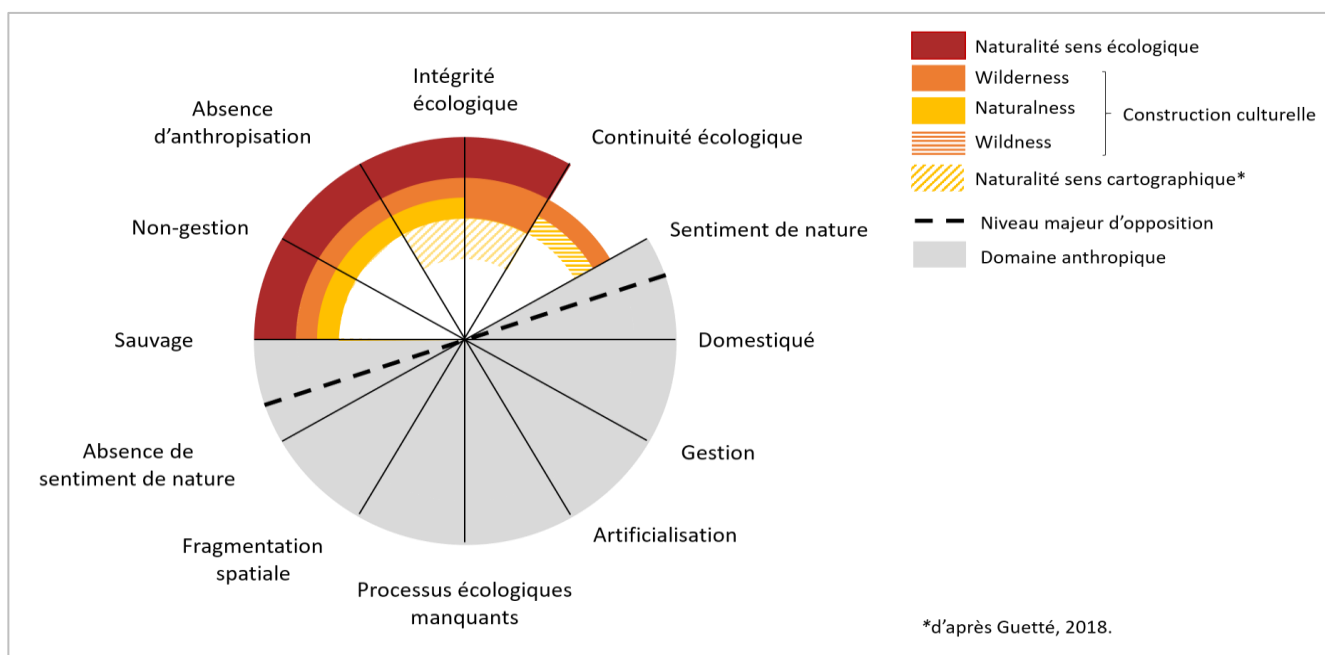 Intégrité
écologique
Absence
d’anthropisation
Continuité écologique
Non-gestion
Sentiment de nature
Sauvage
Domestiqué
Absence de
sentiment de nature
Gestion
Fragmentation
spatiale
Artificialisation
Processus écologiques
manquants
Naturalité sens écologique
Wilderness
Naturalness
Construction culturelle
Wildness
Naturalité sens cartographique*
Niveau majeur d’opposition
Domaine anthropique
*d’après Guetté, 2018.